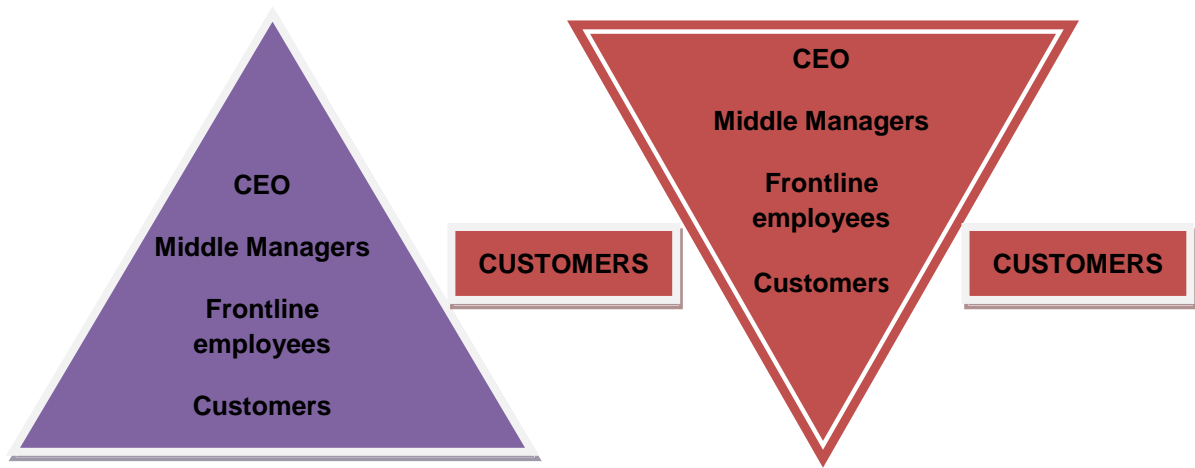 CEO
Middle Managers
Frontline
employees
Customers
CUSTOMERS
CEO
Middle Managers
Frontline
employees
Customers
CUSTOMERS